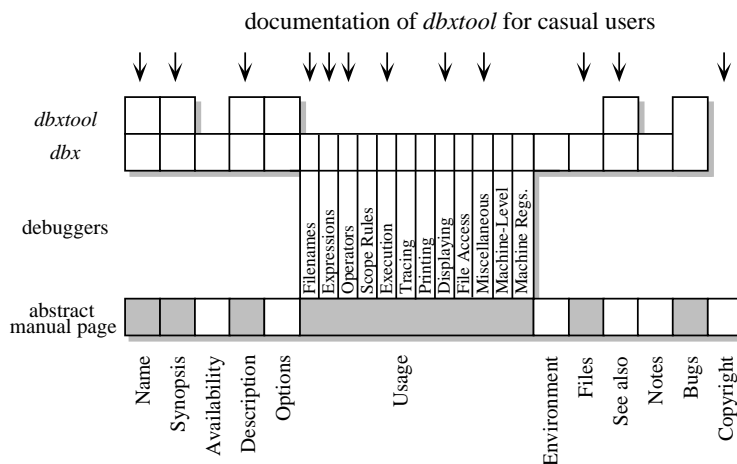 documentation of dbxtool for casual users
dbxtool
dbx
debuggers
Filenames
Expressions
Operators
Scope Rules
Execution
Tracing
Printing
Displaying
File Access
Miscellaneous
Machine-Level
Machine Regs.
abstract
manual page
Name
Synopsis
Availability
Description
Options
Usage
Environment
Files
See also
Notes
Bugs
Copyright